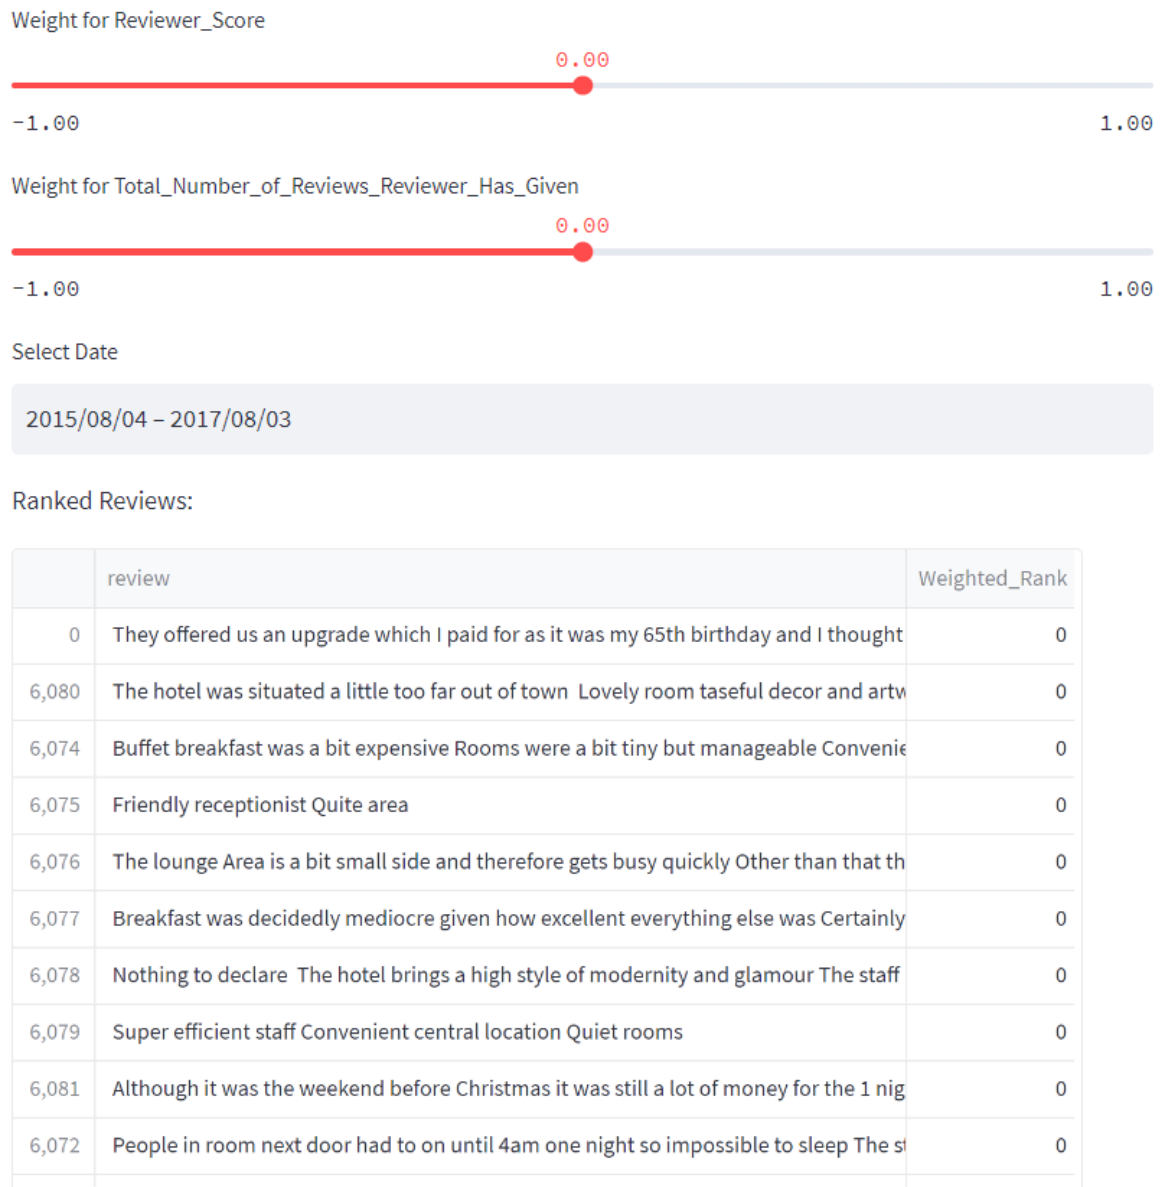 Weight for Reviewer_Score
0.00
-1.00 1.00
Weight for Total_Number_of_Reviews_Reviewer_Has_Given
0.00
-1.00 1.00
Select Date
2015/08/04 – 2017/08/03
Ranked Reviews:
review Weighted_Rank
0 They offered us an upgrade which I paid for as it was my 65th birthday and I thought 0
6,080 The hotel was situated a little too far out of town  Lovely room taseful decor and artw 0
6,074 Buffet breakfast was a bit expensive Rooms were a bit tiny but manageable Convenie 0
6,075 Friendly receptionist Quite area 0
6,076 The lounge Area is a bit small side and therefore gets busy quickly Other than that th 0
6,077 Breakfast was decidedly mediocre given how excellent everything else was Certainly 0
6,078 Nothing to declare  The hotel brings a high style of modernity and glamour The staff 0
6,079 Super efficient staff Convenient central location Quiet rooms 0
6,081 Although it was the weekend before Christmas it was still a lot of money for the 1 nig 0
6,072 People in room next door had to on until 4am one night so impossible to sleep The st 0